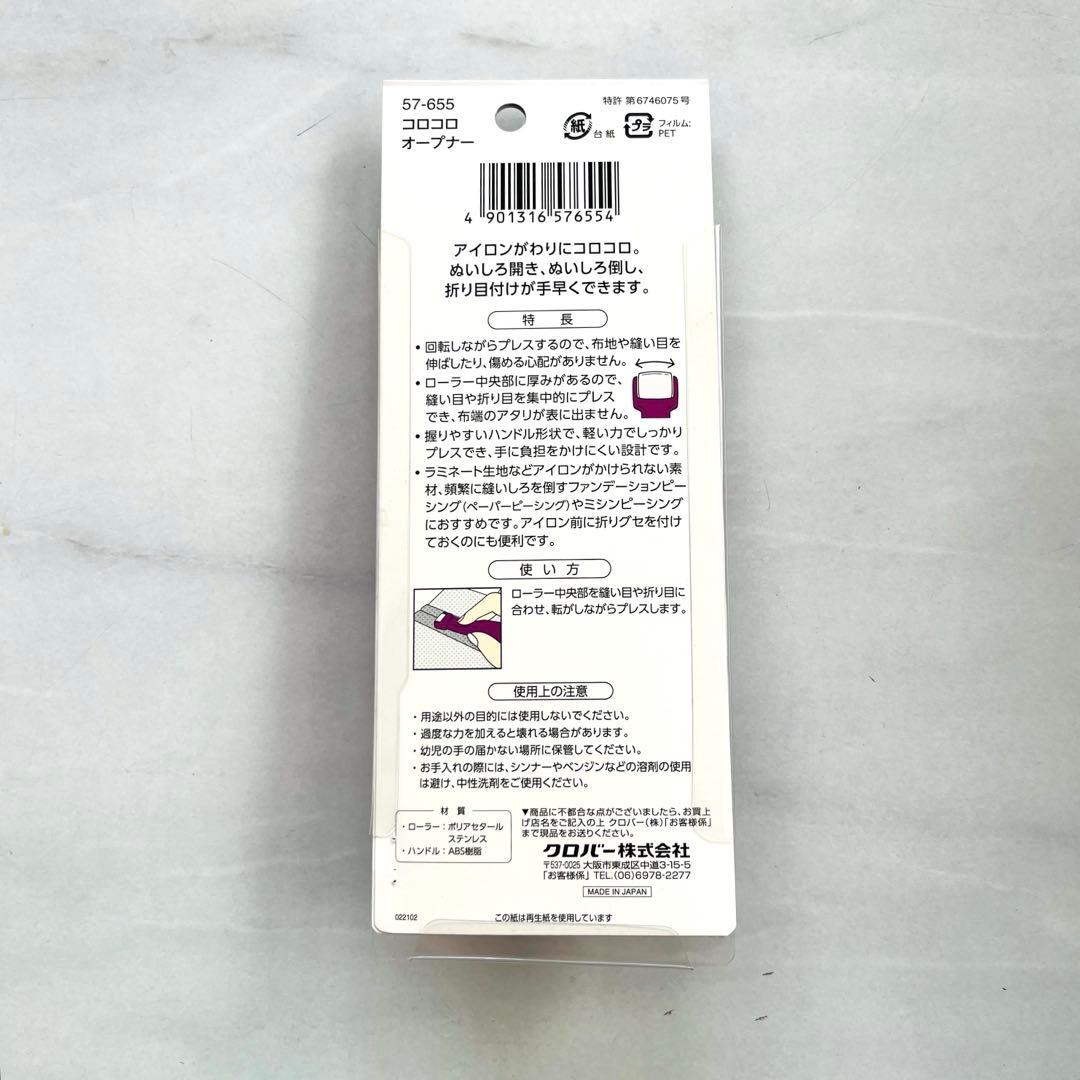 57-655
コロコロ
オープナー
特許 第6746075号
紙 台紙
プラ フィルム:
PET
4 901316 576554
アイロンがわりにコロコロ。
ぬいしろ開き、ぬいしろ倒し、
折り目付けが手早くできます。
特長
・回転しながらプレスするので、布地や縫い目を
伸ばしたり、傷める心配がありません。
・ローラー中央部に厚みがあるので、
縫い目や折り目を集中的にプレス
でき、布端のアタリが表に出ません。
・握りやすいハンドル形状で、軽い力でしっかり
プレスでき、手に負担をかけにくい設計です。
・ラミネート生地などアイロンがかけられない素
材、頻繁に縫いしろを倒すファンデーションピー
シング(ペーパーピーシング)やミシンピーシング
におすすめです。アイロン前に折りグセを付け
ておくのにも便利です。
使い方
ローラー中央部を縫い目や折り目に
合わせ、転がしながらプレスします。
使用上の注意
・用途以外の目的には使用しないでください。
・過度な力を加えると壊れる場合があります。
・幼児の手の届かない場所に保管してください。
・お手入れの際には、シンナーやベンジンなどの溶剤の使用
は避け、中性洗剤をご使用ください。
材質
・ローラー：ポリアセタール
ステンレス
・ハンドル：ABS樹脂
▼商品に不都合な点がございましたら、お買上
げ店名をご記入の上 クロバー(株)「お客様係」
まで現品をお送りください。
クロバー株式会社
〒537-0025 大阪市東成区中道3-15-5
「お客様係」 TEL.(06)6978-2277
MADE IN JAPAN
022102
この紙は再生紙を使用しています